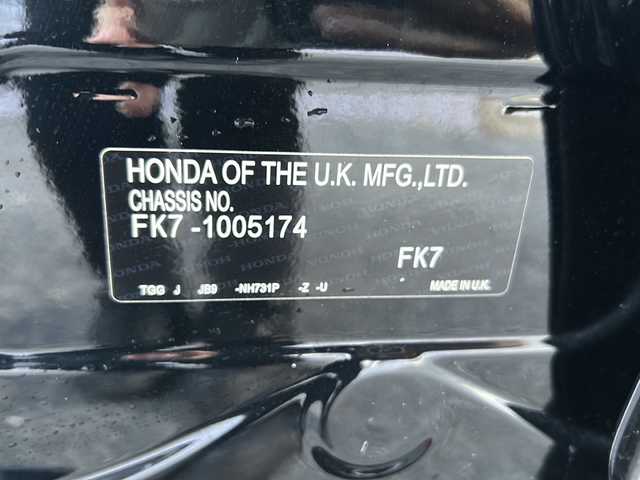 HONDA OF THE U.K. MFG.,LTD.
CHASSIS NO.
FK7 -1005174
FK7
TGG J JB9 -NH731P -Z -U
MADE IN U.K.